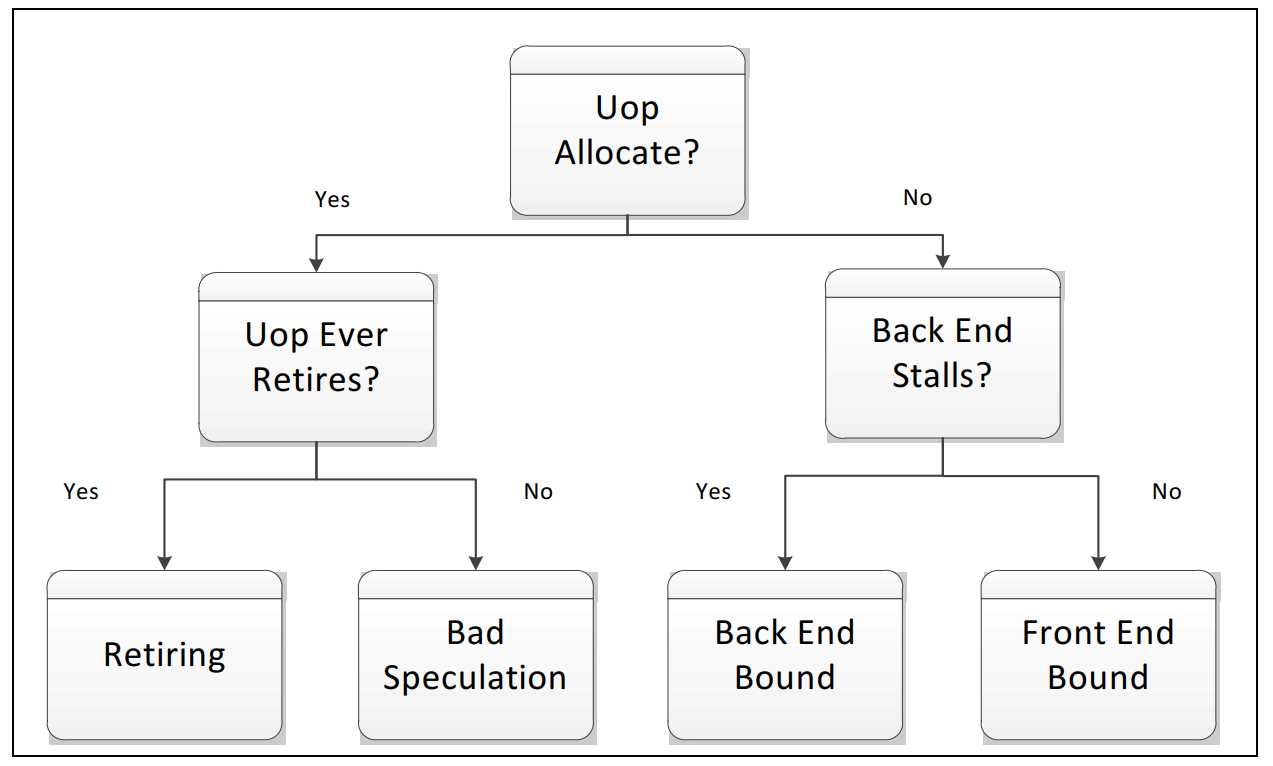 Uop
Allocate?
Yes
No
Uop Ever
Retires?
Back End
Stalls?
Yes
No
Yes
No
Retiring
Bad
Speculation
Back End
Bound
Front End
Bound